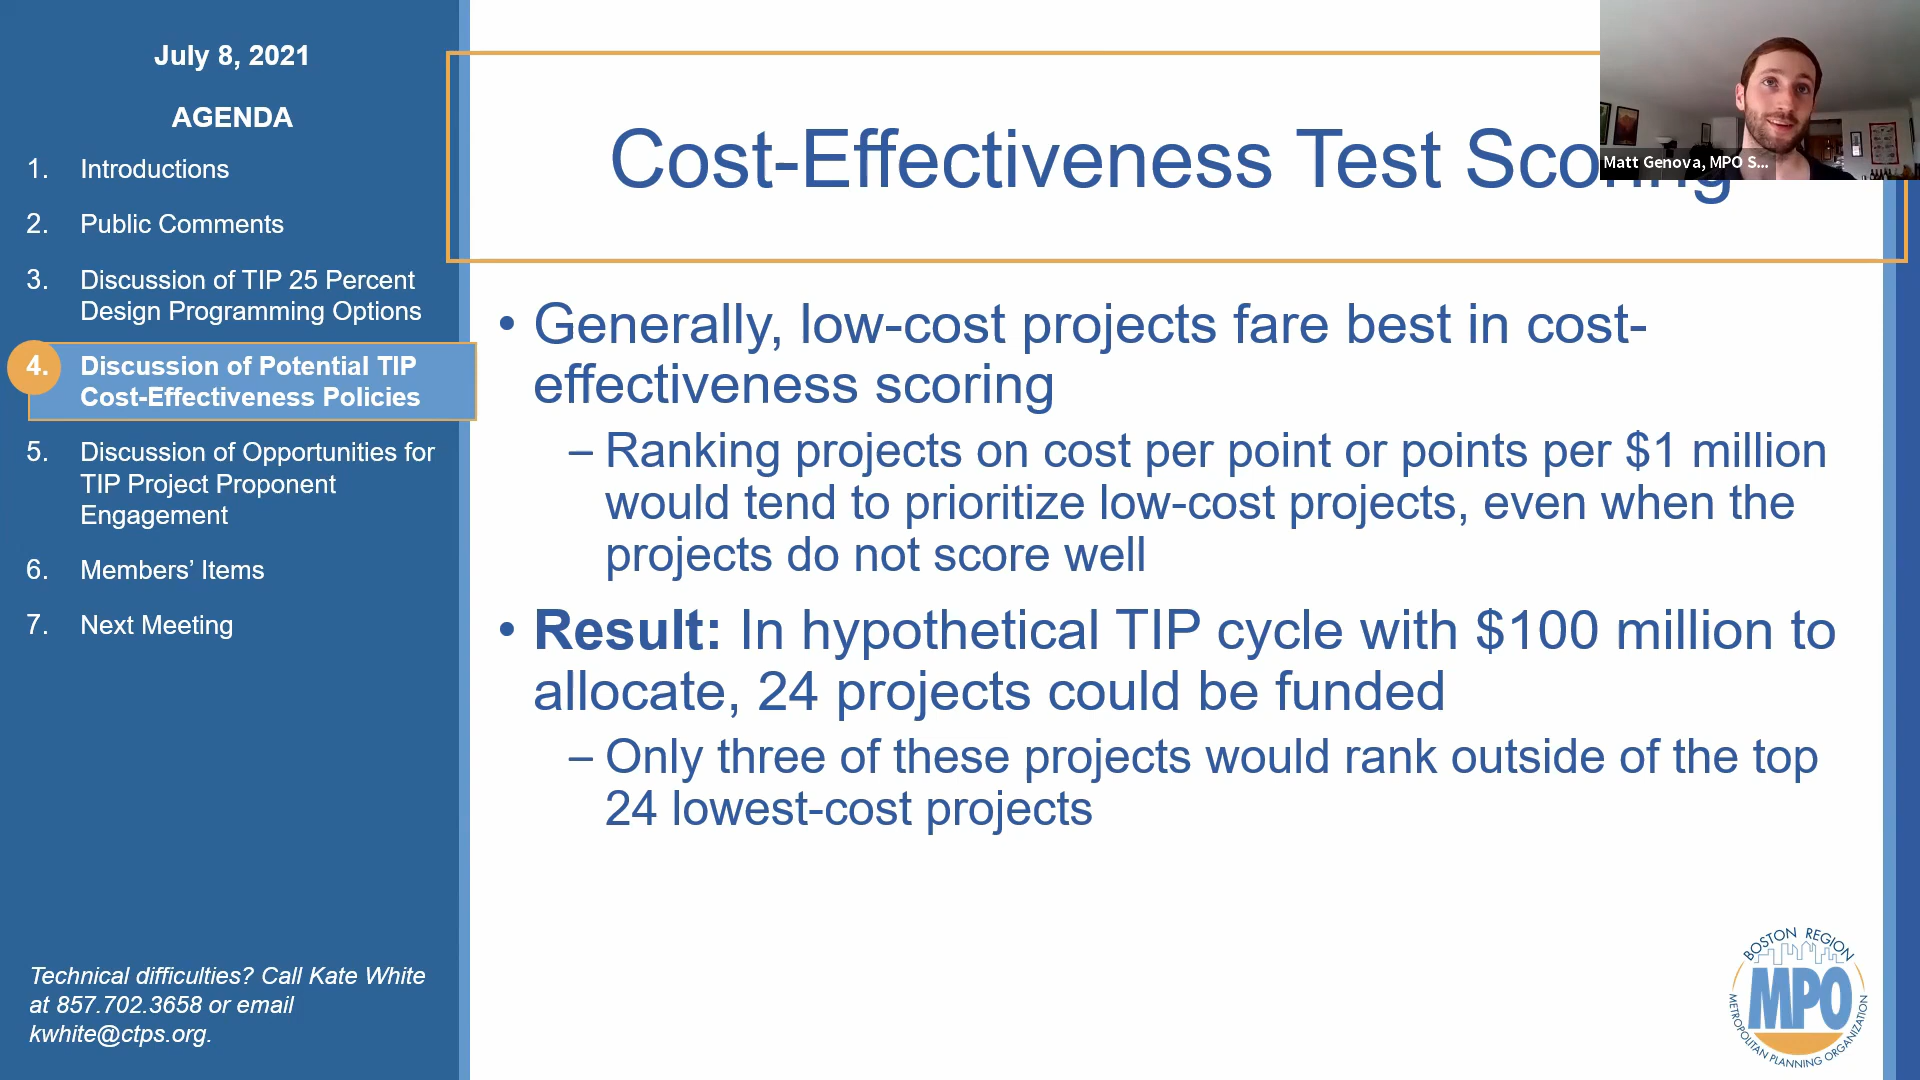 July 8, 2021
AGENDA
1. Introductions
2. Public Comments
3. Discussion of TIP 25 Percent
Design Programming Options
4. Discussion of Potential TIP
Cost-Effectiveness Policies
5. Discussion of Opportunities for
TIP Project Proponent
Engagement
6. Members’ Items
7. Next Meeting
Technical difficulties? Call Kate White
at 857.702.3658 or email
kwhite@ctps.org.
Cost-Effectiveness Test
Matt Genova, MPO S...
• Generally, low-cost projects fare best in cost-
effectiveness scoring
– Ranking projects on cost per point or points per $1 million
would tend to prioritize low-cost projects, even when the
projects do not score well
• Result: In hypothetical TIP cycle with $100 million to
allocate, 24 projects could be funded
– Only three of these projects would rank outside of the top
24 lowest-cost projects
BOSTON REGION
MPO
METROPOLITAN PLANNING ORGANIZATION